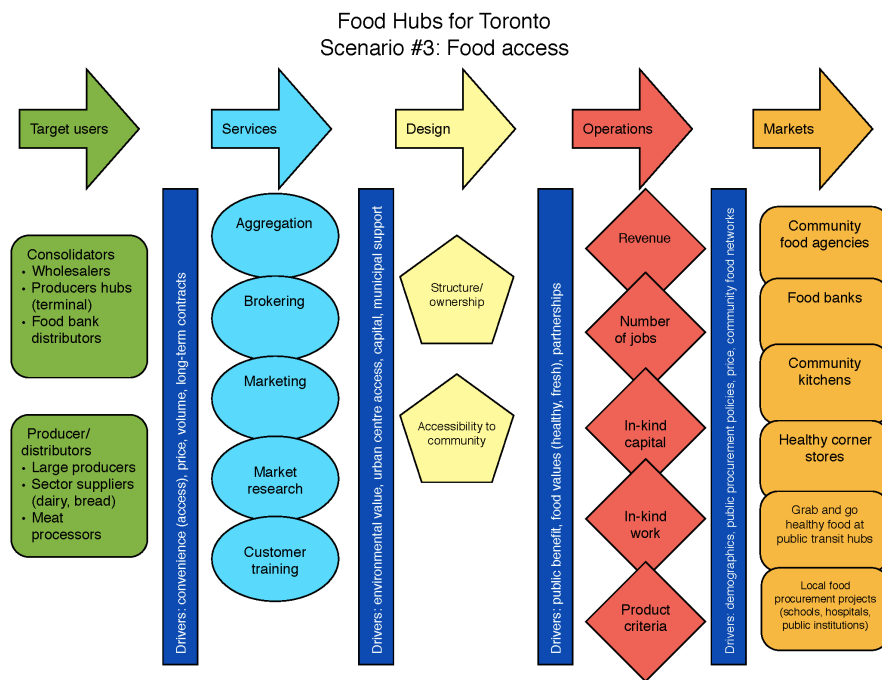 Food Hubs for Toronto
Scenario #3: Food access
Target users
Services
Design
Operations
Markets
Consolidators
• Wholesalers
• Producers hubs
(terminal)
• Food bank
distributors
Producer/
distributors
• Large producers
• Sector suppliers
(dairy, bread)
• Meat
processors
Drivers: convenience (access), price, volume, long-term contracts
Aggregation
Brokering
Marketing
Market
research
Customer
training
Drivers: environmental value, urban centre access, capital, municipal support
Structure/
ownership
Accessibility to
community
Drivers: public benefit, food values (healthy, fresh), partnerships
Revenue
Number
of jobs
In-kind
capital
In-kind
work
Product
criteria
Drivers: demographics, public procurement policies, price, community food networks
Community
food agencies
Food banks
Community
kitchens
Healthy corner
stores
Grab and go
healthy food at
public transit hubs
Local food
procurement projects
(schools, hospitals,
public institutions)